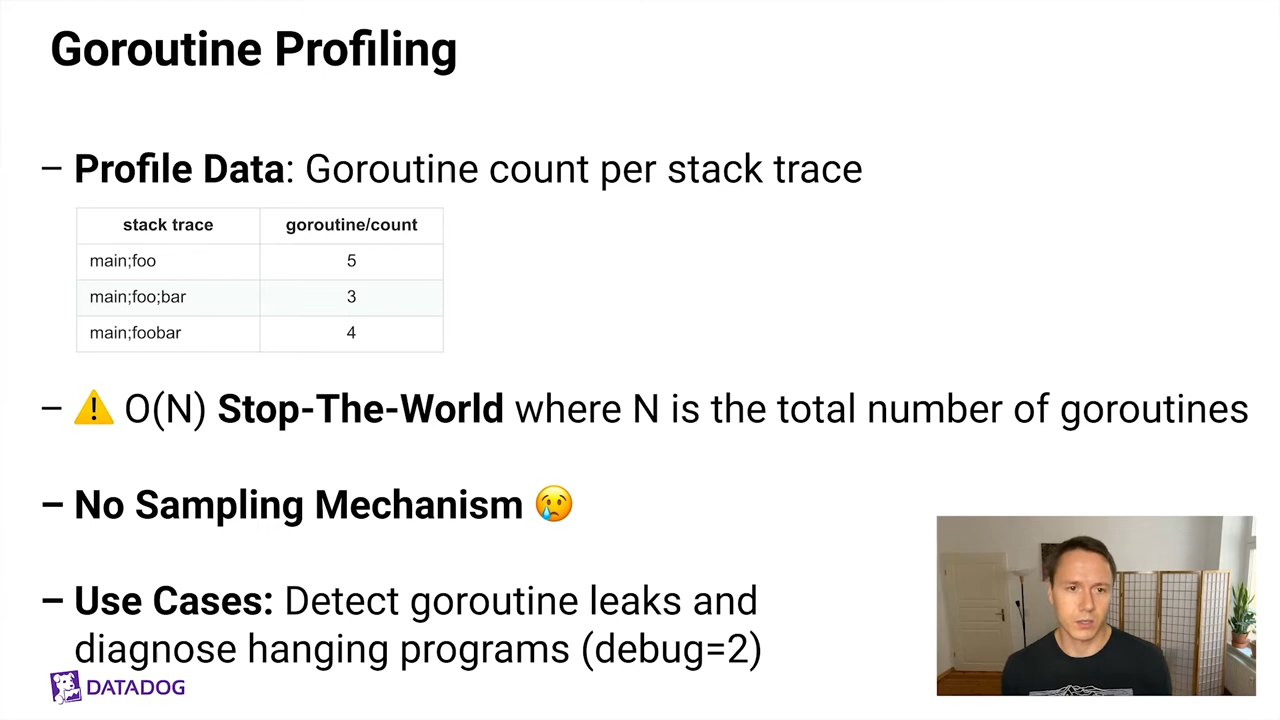 Goroutine Profiling
– Profile Data: Goroutine count per stack trace
stack trace goroutine/count
main;foo 5
main;foo;bar 3
main;foobar 4
– ⚠️ O(N) Stop-The-World where N is the total number of goroutines
– No Sampling Mechanism 😢
– Use Cases: Detect goroutine leaks and
diagnose hanging programs (debug=2)
DATADOG